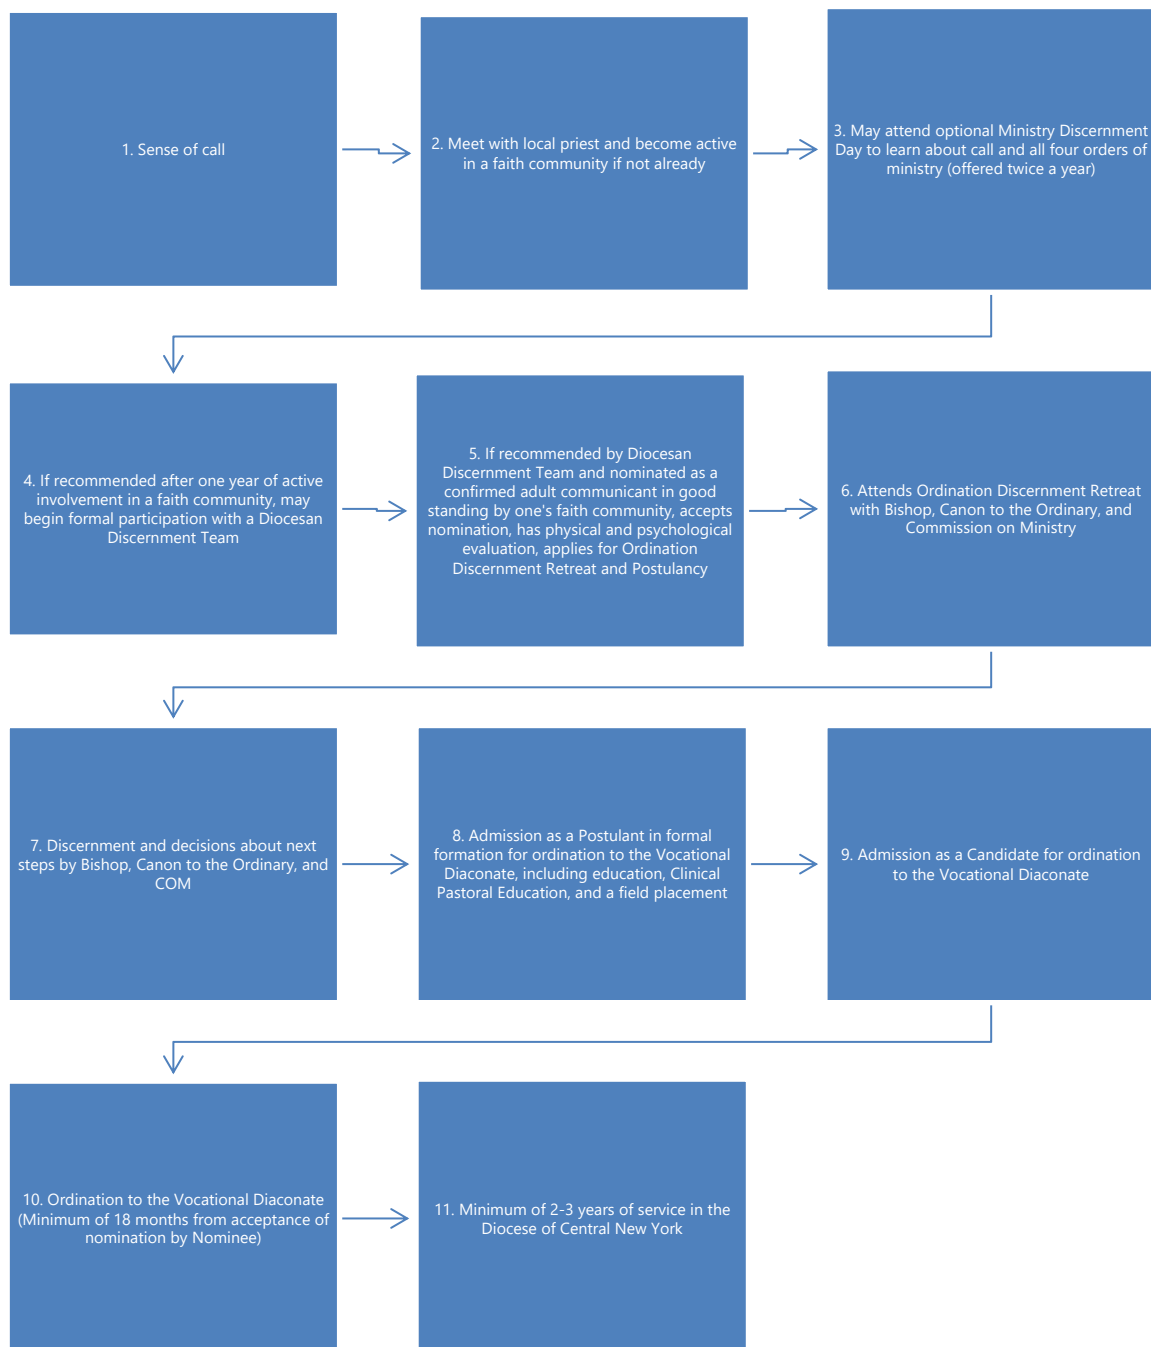 1. Sense of call
2. Meet with local priest and become active
in a faith community if not already
3. May attend optional Ministry Discernment
Day to learn about call and all four orders of
ministry (offered twice a year)
4. If recommended after one year of active
involvement in a faith community, may
begin formal participation with a Diocesan
Discernment Team
5. If recommended by Diocesan
Discernment Team and nominated as a
confirmed adult communicant in good
standing by one's faith community, accepts
nomination, has physical and psychological
evaluation, applies for Ordination
Discernment Retreat and Postulancy
6. Attends Ordination Discernment Retreat
with Bishop, Canon to the Ordinary, and
Commission on Ministry
7. Discernment and decisions about next
steps by Bishop, Canon to the Ordinary, and
COM
8. Admission as a Postulant in formal
formation for ordination to the Vocational
Diaconate, including education, Clinical
Pastoral Education, and a field placement
9. Admission as a Candidate for ordination
to the Vocational Diaconate
10. Ordination to the Vocational Diaconate
(Minimum of 18 months from acceptance of
nomination by Nominee)
11. Minimum of 2-3 years of service in the
Diocese of Central New York